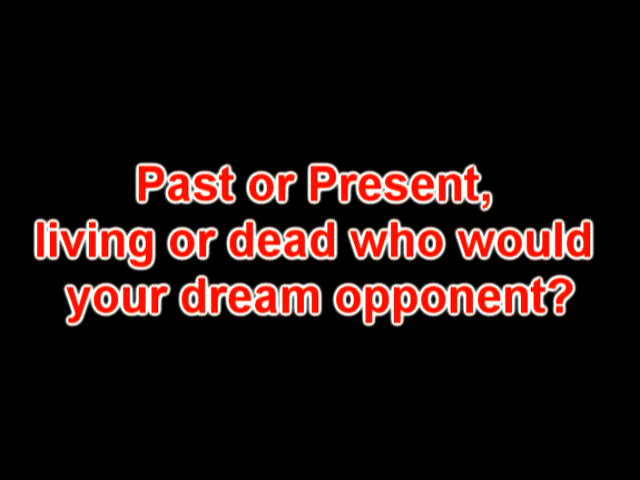 Past or Present,
living or dead who would
your dream opponent?